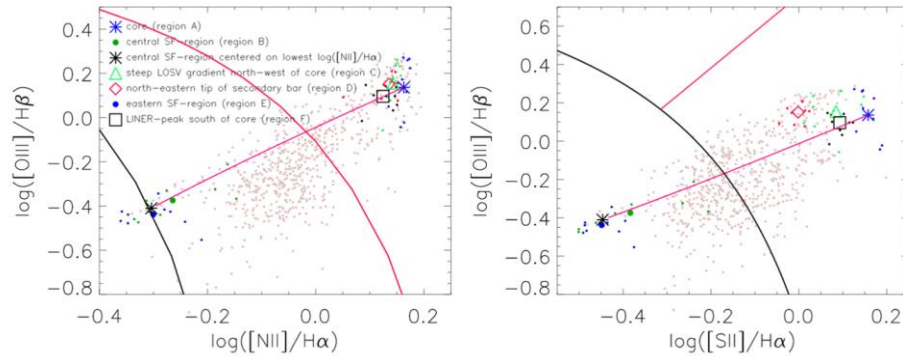 core (region A)
central SF-region (region B)
central SF-region centered on lowest log([NII]/Hα)
steep LOSV gradient north-west of core (region C)
north-eastern tip of secondary bar (region D)
eastern SF-region (region E)
LINER-peak south of core (region F)
log([OIII]/Hβ)
0.4
0.2
0.0
−0.2
−0.4
−0.6
−0.8
−0.4
−0.2
0.0
0.2
log([NII]/Hα)
log([OIII]/Hβ)
0.6
0.4
0.2
0.0
−0.2
−0.4
−0.6
−0.8
−0.4
−0.2
0.0
0.2
log([SII]/Hα)